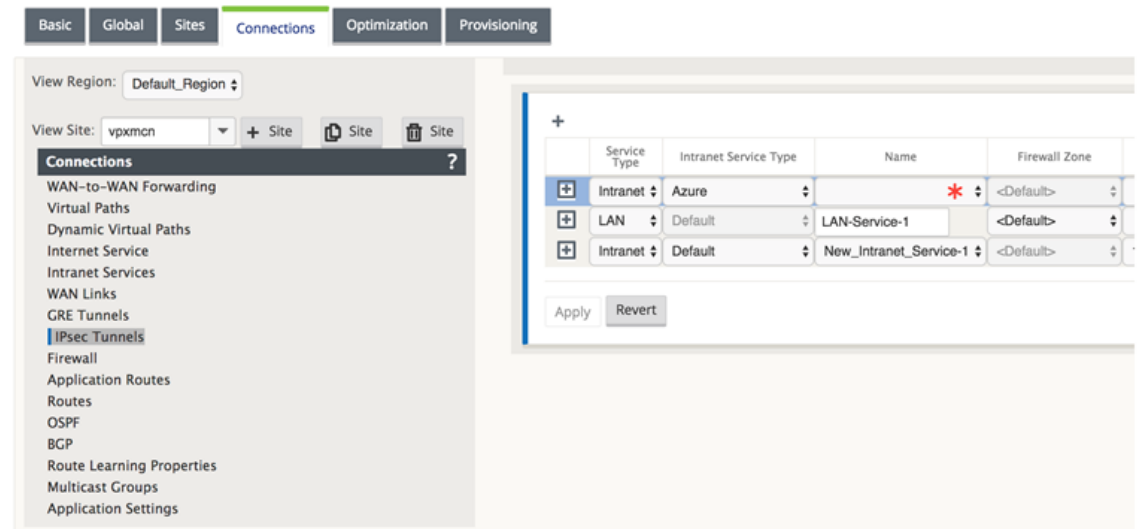 Basic Global Sites Connections Optimization Provisioning
View Region: Default_Region
View Site: vpxmcn + Site Site Site
Connections ?
WAN-to-WAN Forwarding
Virtual Paths
Dynamic Virtual Paths
Internet Service
Intranet Services
WAN Links
GRE Tunnels
IPsec Tunnels
Firewall
Application Routes
Routes
OSPF
BGP
Route Learning Properties
Multicast Groups
Application Settings
+
Service Type Intranet Service Type Name Firewall Zone
Intranet Azure * <Default>
LAN Default LAN-Service-1 <Default>
Intranet Default New_Intranet_Service-1 <Default>
Apply Revert